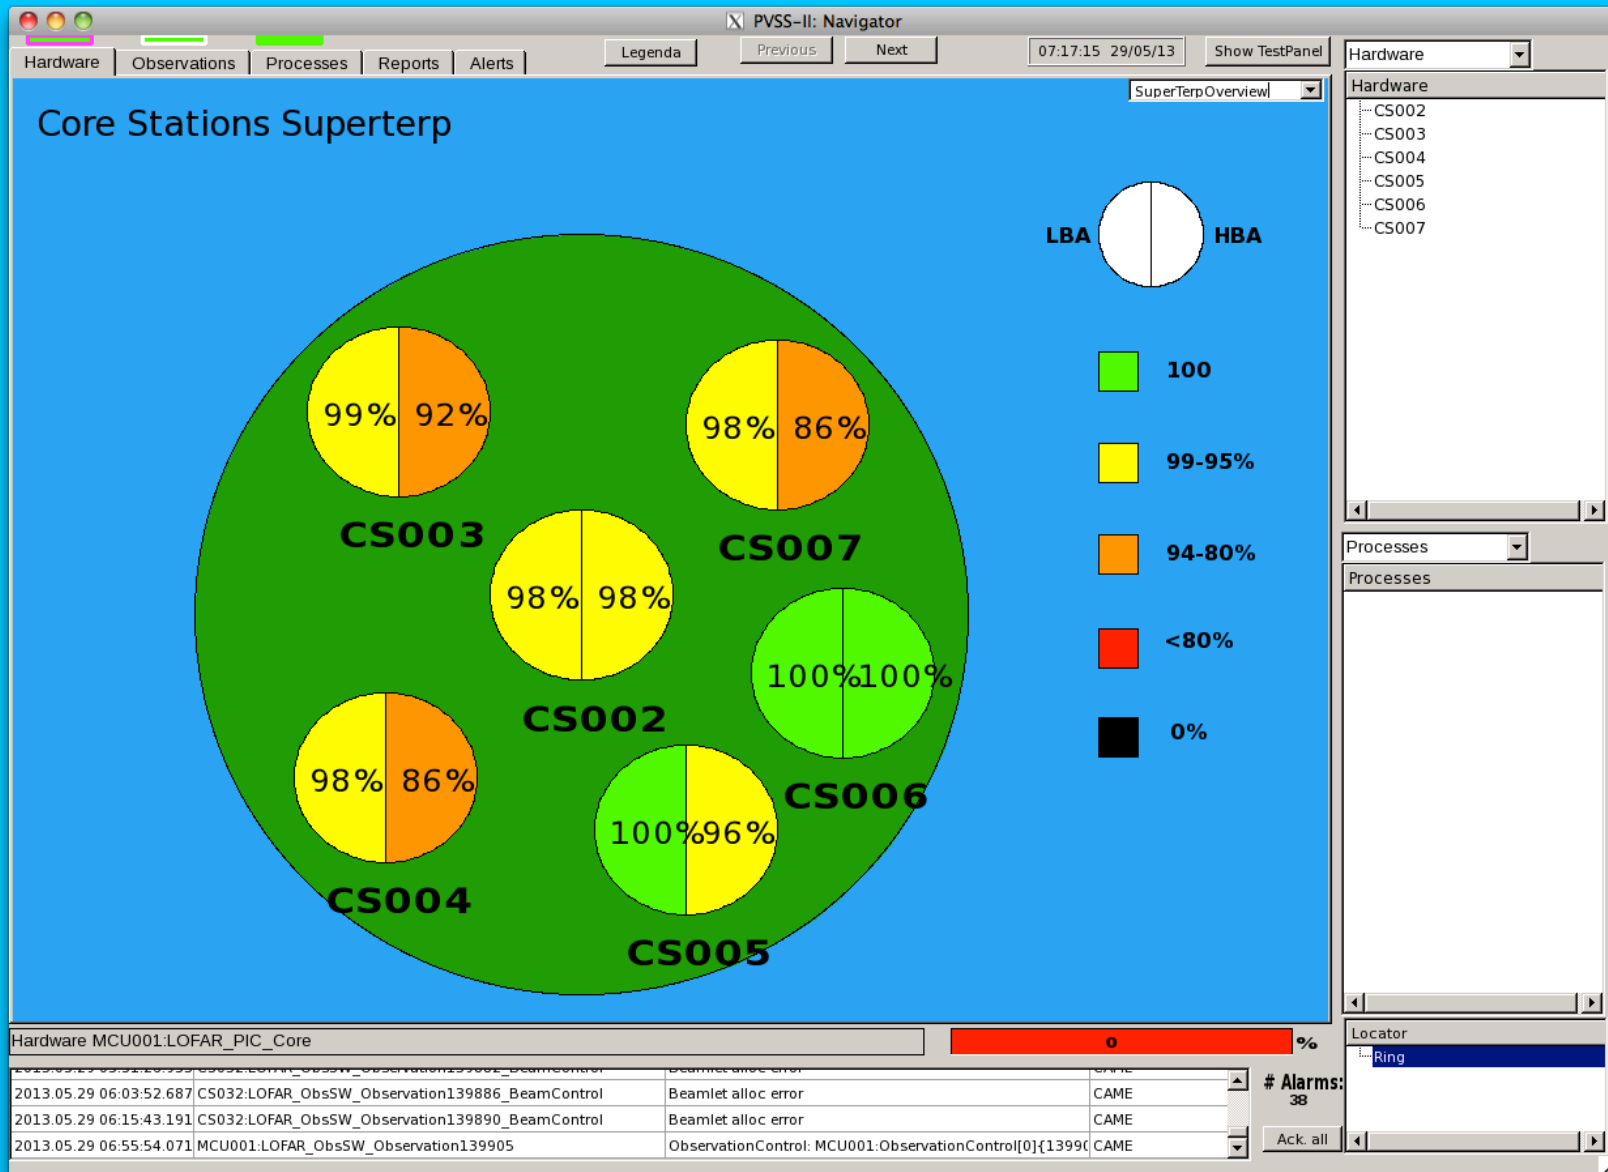 PVSS-II: Navigator
Hardware Observations Processes Reports Alerts Legenda Previous Next 07:17:15 29/05/13 Show TestPanel
SuperTerpOverview
Core Stations Superterp
LBA HBA
100
99-95%
94-80%
<80%
0%
99% 92%
CS003
98% 86%
CS007
98% 98%
CS002
100% 100%
CS006
98% 86%
CS004
100% 96%
CS005
Hardware
Hardware
CS002
CS003
CS004
CS005
CS006
CS007
Processes
Processes
Locator
Ring
Hardware MCU001:LOFAR_PIC_Core
0 %
2013.05.29 06:03:52.687 CS032:LOFAR_ObsSW_Observation139886_BeamControl Beamlet alloc error CAME
2013.05.29 06:15:43.191 CS032:LOFAR_ObsSW_Observation139890_BeamControl Beamlet alloc error CAME
2013.05.29 06:55:54.071 MCU001:LOFAR_ObsSW_Observation139905 ObservationControl: MCU001:ObservationControl[0]{1399 CAME
# Alarms:
38
Ack. all